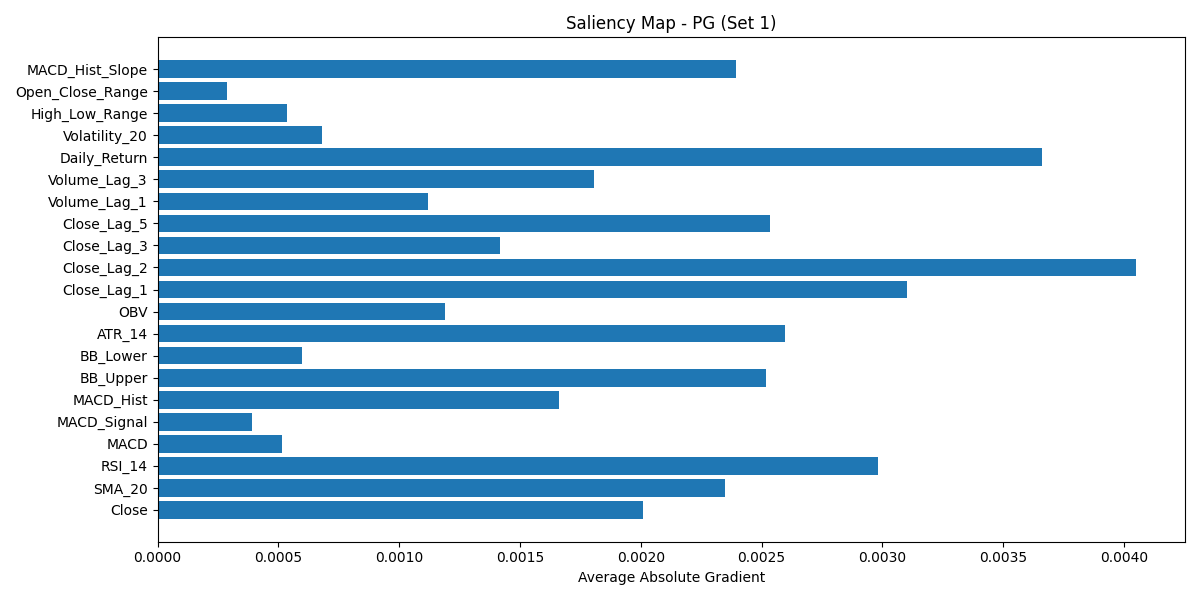 Saliency Map - PG (Set 1)
MACD_Hist_Slope
Open_Close_Range
High_Low_Range
Volatility_20
Daily_Return
Volume_Lag_3
Volume_Lag_1
Close_Lag_5
Close_Lag_3
Close_Lag_2
Close_Lag_1
OBV
ATR_14
BB_Lower
BB_Upper
MACD_Hist
MACD_Signal
MACD
RSI_14
SMA_20
Close
0.0000 0.0005 0.0010 0.0015 0.0020 0.0025 0.0030 0.0035 0.0040
Average Absolute Gradient